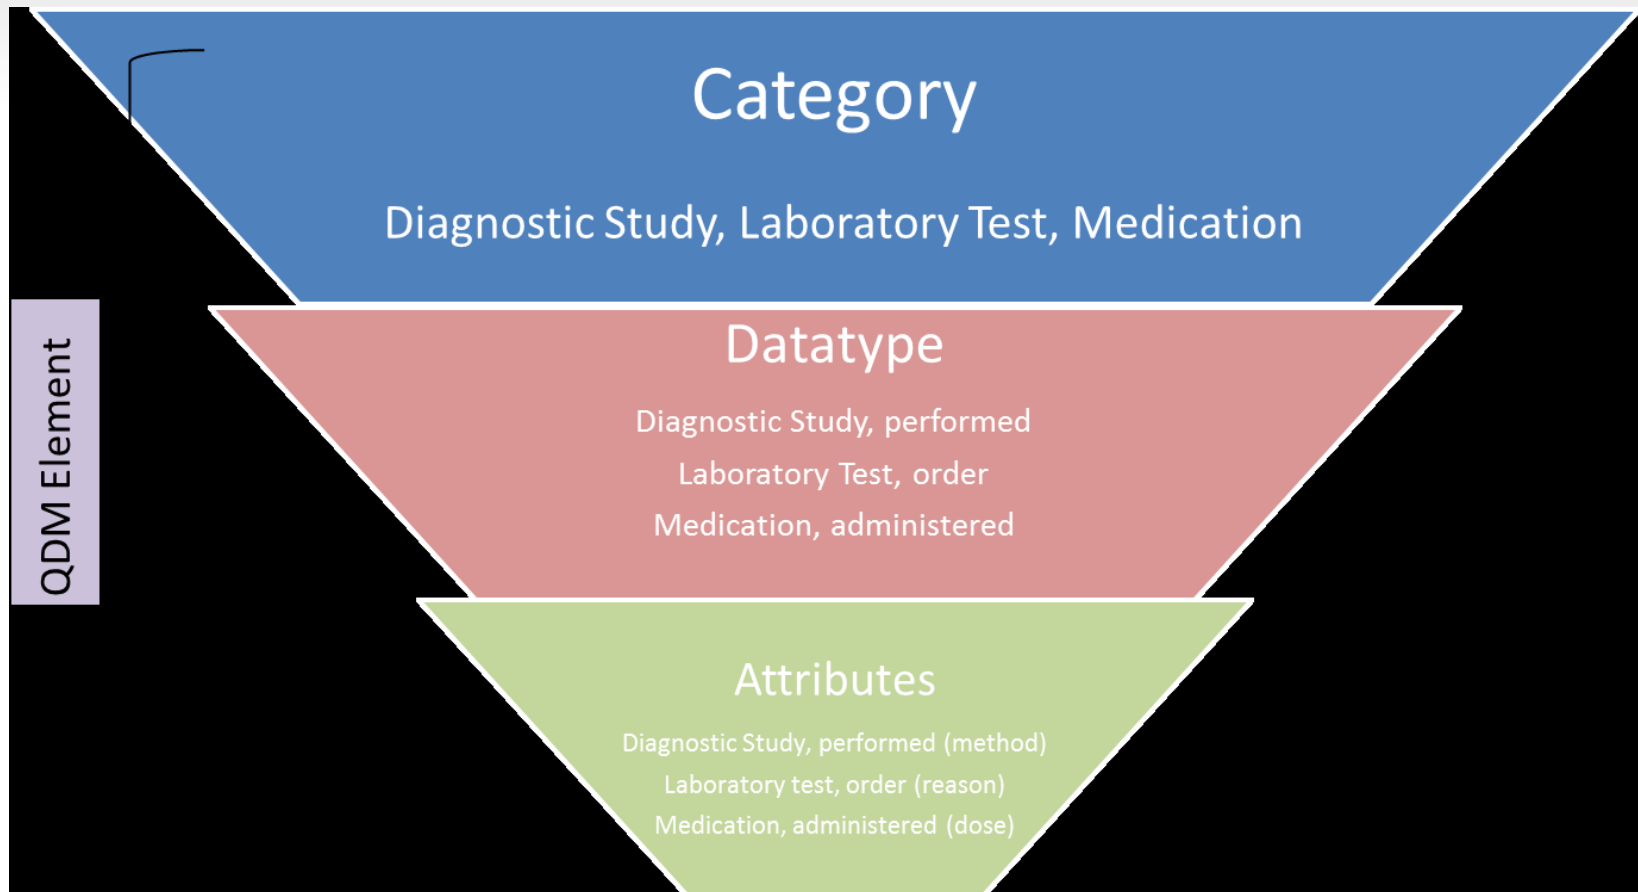 Category
Diagnostic Study, Laboratory Test, Medication
QDM Element
Datatype
Diagnostic Study, performed
Laboratory Test, order
Medication, administered
Attributes
Diagnostic Study, performed (method)
Laboratory test, order (reason)
Medication, administered (dose)